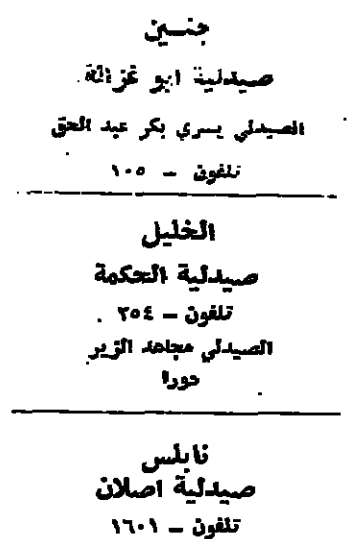 جنين
صيدلية ابو غزالة
الصيدلي يسري بكر عبد الحق
تلفون - ١٠٥
الخليل
صيدلية الحكمة
تلفون - ٢٥٤
الصيدلي مجاهد الزير
دورا
نابلس
صيدلية اصلان
تلفون - ١٦٠١